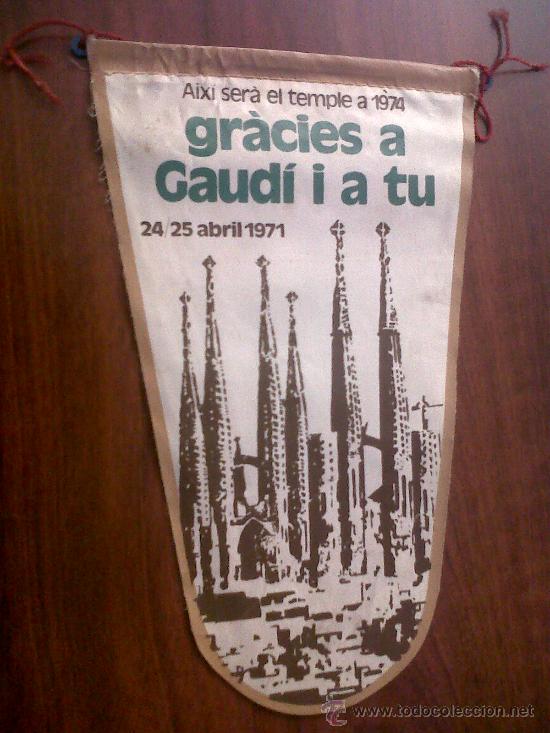 Així serà el temple a 1974
gràcies a
Gaudí i a tu
24/25 abril 1971
www.todocoleccion.net